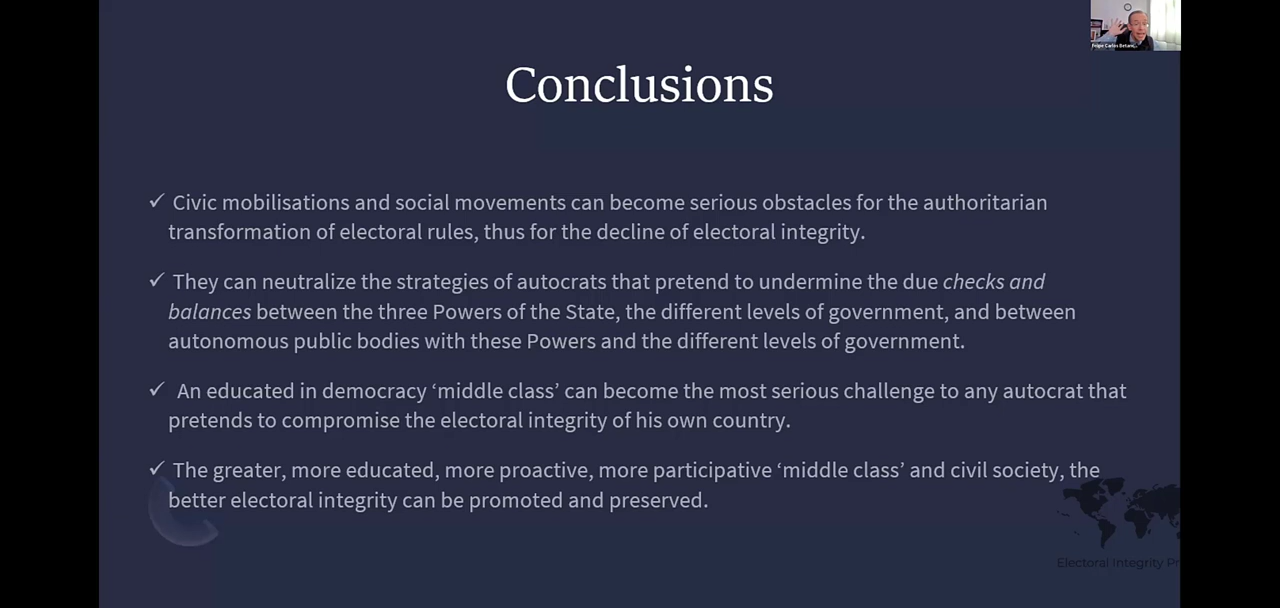 Felipe Carlos Betanc...
Conclusions
✓ Civic mobilisations and social movements can become serious obstacles for the authoritarian
transformation of electoral rules, thus for the decline of electoral integrity.
✓ They can neutralize the strategies of autocrats that pretend to undermine the due checks and
balances between the three Powers of the State, the different levels of government, and between
autonomous public bodies with these Powers and the different levels of government.
✓ An educated in democracy ‘middle class’ can become the most serious challenge to any autocrat that
pretends to compromise the electoral integrity of his own country.
✓ The greater, more educated, more proactive, more participative ‘middle class’ and civil society, the
better electoral integrity can be promoted and preserved.
Electoral Integrity Pr